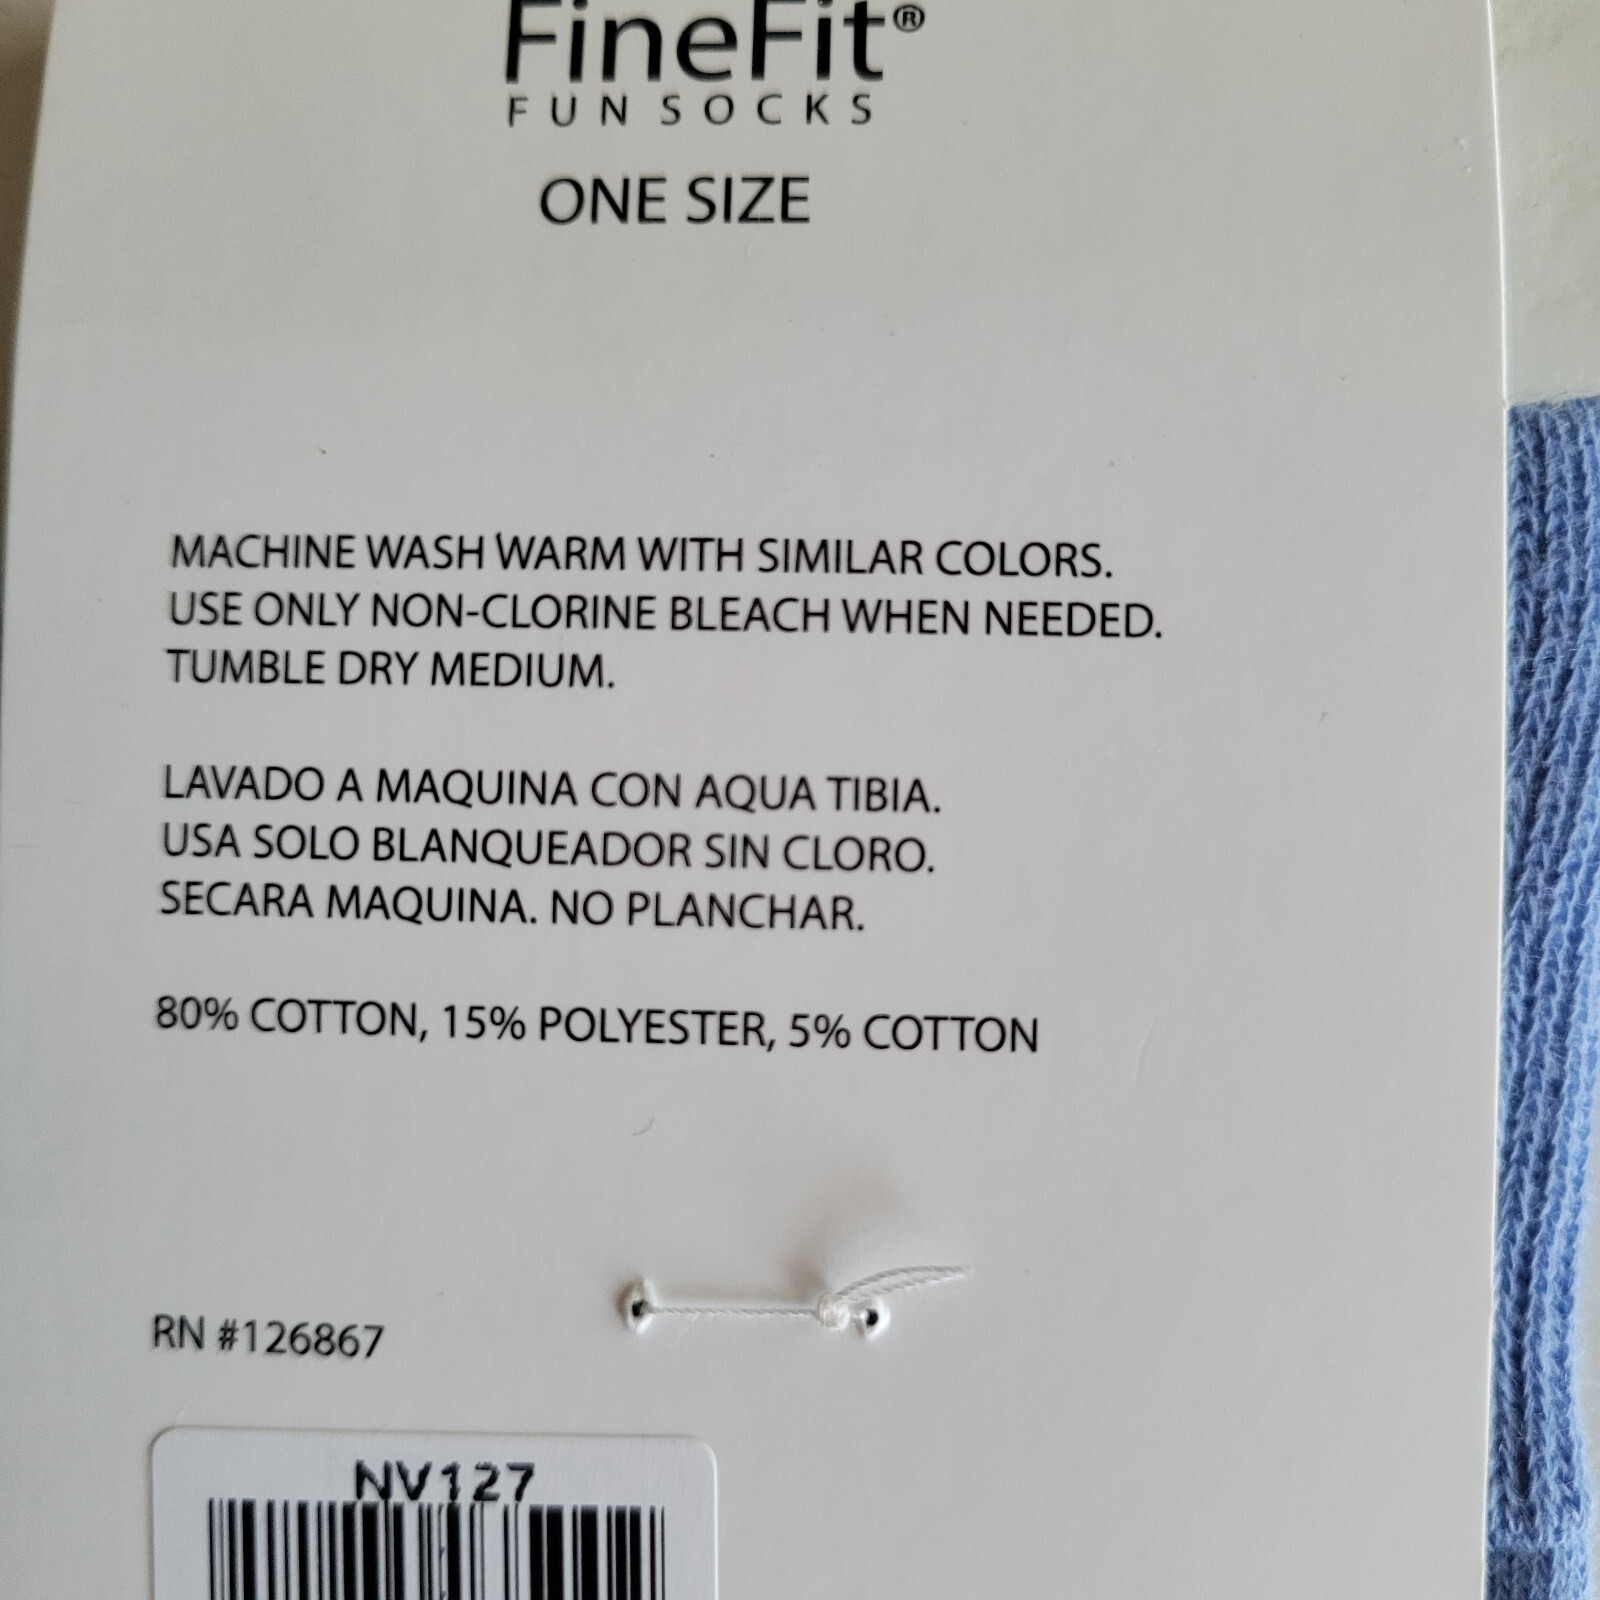 FineFit®
FUN SOCKS
ONE SIZE
MACHINE WASH WARM WITH SIMILAR COLORS.
USE ONLY NON-CLORINE BLEACH WHEN NEEDED.
TUMBLE DRY MEDIUM.
LAVADO A MAQUINA CON AQUA TIBIA.
USA SOLO BLANQUEADOR SIN CLORO.
SECARA MAQUINA. NO PLANCHAR.
80% COTTON, 15% POLYESTER, 5% COTTON
RN #126867
NV127